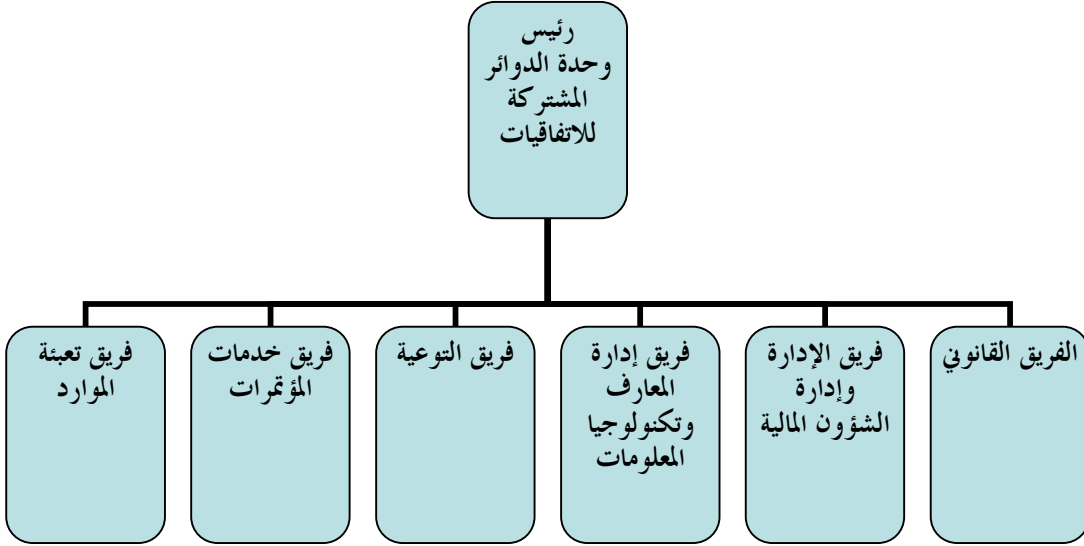 رئيس
وحدة الدوائر
المشتركة
للاتفاقيات
الفريق القانوني
فريق الإدارة
وإدارة
الشؤون المالية
فريق إدارة
المعارف
وتكنولوجيا
المعلومات
فريق التوعية
فريق خدمات
المؤتمرات
فريق تعبئة
الموارد